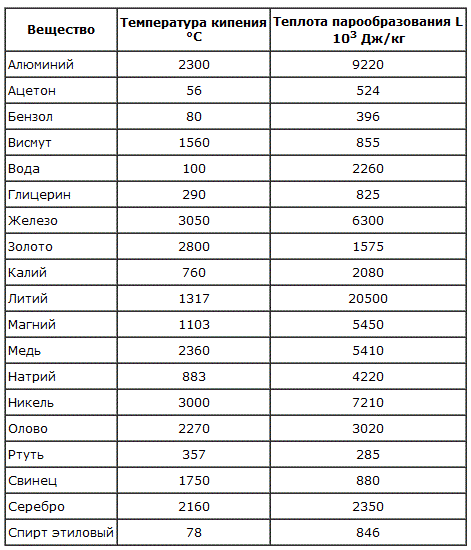 Вещество Температура кипения °C Теплота парообразования L 10³ Дж/кг
Алюминий 2300 9220
Ацетон 56 524
Бензол 80 396
Висмут 1560 855
Вода 100 2260
Глицерин 290 825
Железо 3050 6300
Золото 2800 1575
Калий 760 2080
Литий 1317 20500
Магний 1103 5450
Медь 2360 5410
Натрий 883 4220
Никель 3000 7210
Олово 2270 3020
Ртуть 357 285
Свинец 1750 880
Серебро 2160 2350
Спирт этиловый 78 846